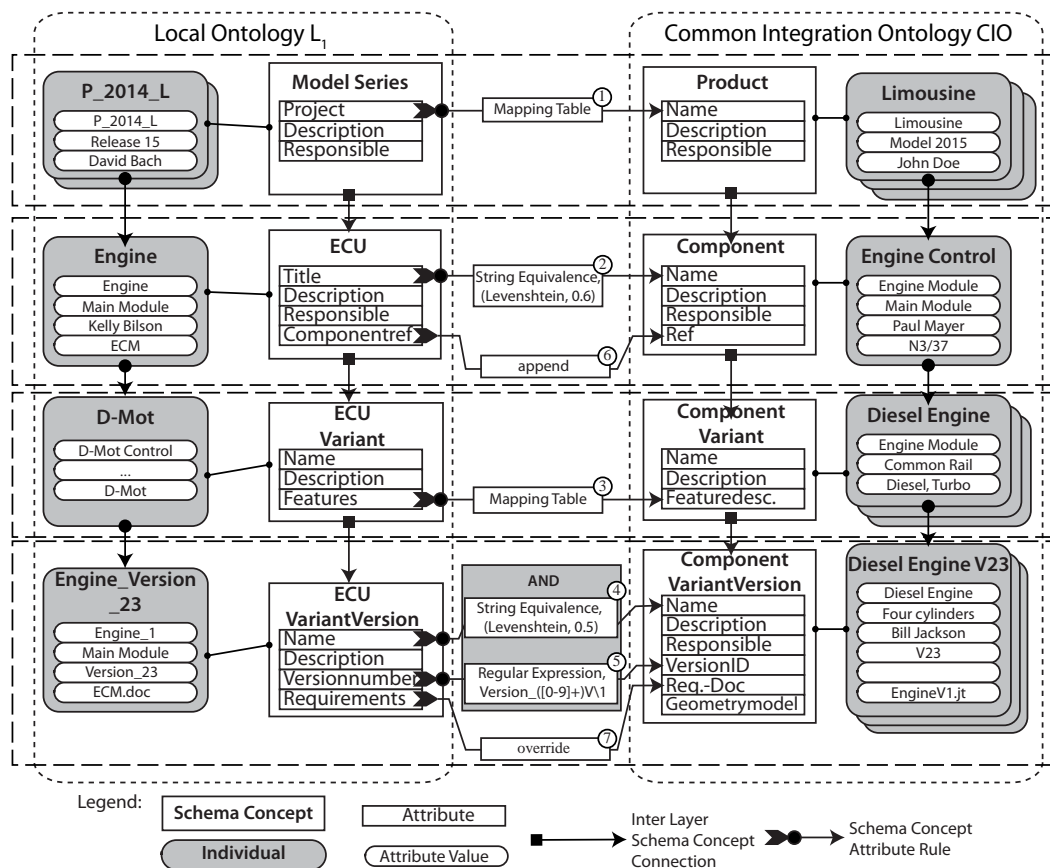 Local Ontology L1
Common Integration Ontology CIO
P_2014_L
P_2014_L
Release 15
David Bach
Model Series
Project
Description
Responsible
Mapping Table
1
Product
Name
Description
Responsible
Limousine
Limousine
Model 2015
John Doe
Engine
Engine
Main Module
Kelly Bilson
ECM
ECU
Title
Description
Responsible
Componentref
String Equivalence,
(Levenshtein, 0.6)
2
append
6
Component
Name
Description
Responsible
Ref
Engine Control
Engine Module
Main Module
Paul Mayer
N3/37
D-Mot
D-Mot Control
...
D-Mot
ECU
Variant
Name
Description
Features
Mapping Table
3
Component
Variant
Name
Description
Featuredesc.
Diesel Engine
Engine Module
Common Rail
Diesel, Turbo
Engine_Version
_23
Engine_1
Main Module
Version_23
ECM.doc
ECU
VariantVersion
Name
Description
Versionnumber
Requirements
AND
4
String Equivalence,
(Levenshtein, 0.5)
5
Regular Expression,
Version_([0-9]+)V\1
7
override
Component
VariantVersion
Name
Description
Responsible
VersionID
Req.-Doc
Geometrymodel
Diesel Engine V23
Diesel Engine
Four cylinders
Bill Jackson
V23
EngineV1.jt
Legend:
Schema Concept
Individual
Attribute
Attribute Value
Inter Layer
Schema Concept
Connection
Schema Concept
Attribute Rule